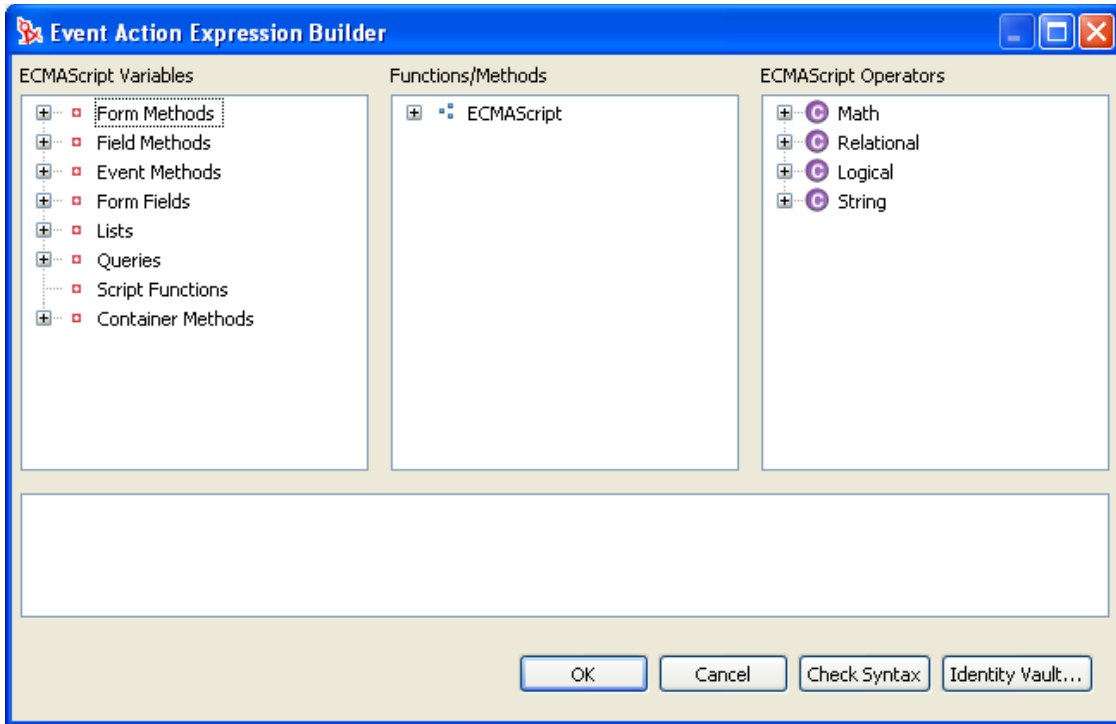 Event Action Expression Builder
ECMAScript Variables
Form Methods
Field Methods
Event Methods
Form Fields
Lists
Queries
Script Functions
Container Methods
Functions/Methods
ECMAScript
ECMAScript Operators
C Math
C Relational
C Logical
C String
OK Cancel Check Syntax Identity Vault...